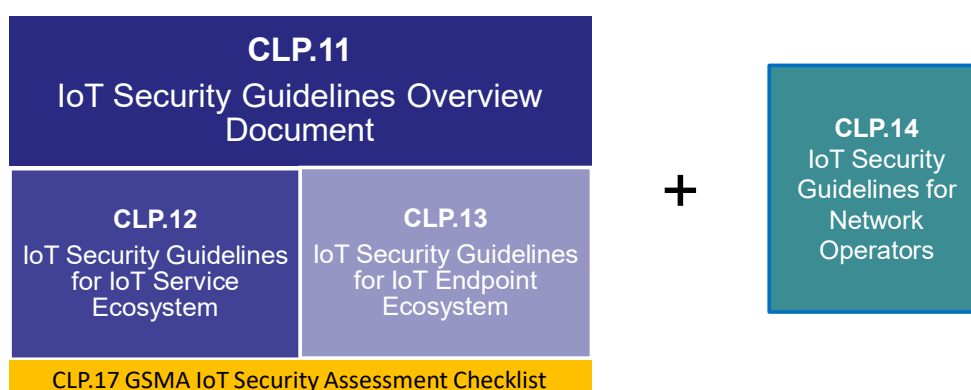 CLP.11
IoT Security Guidelines Overview
Document
CLP.12
IoT Security Guidelines
for IoT Service
Ecosystem
CLP.13
IoT Security Guidelines
for IoT Endpoint
Ecosystem
CLP.17 GSMA IoT Security Assessment Checklist
+
CLP.14
IoT Security
Guidelines for
Network
Operators